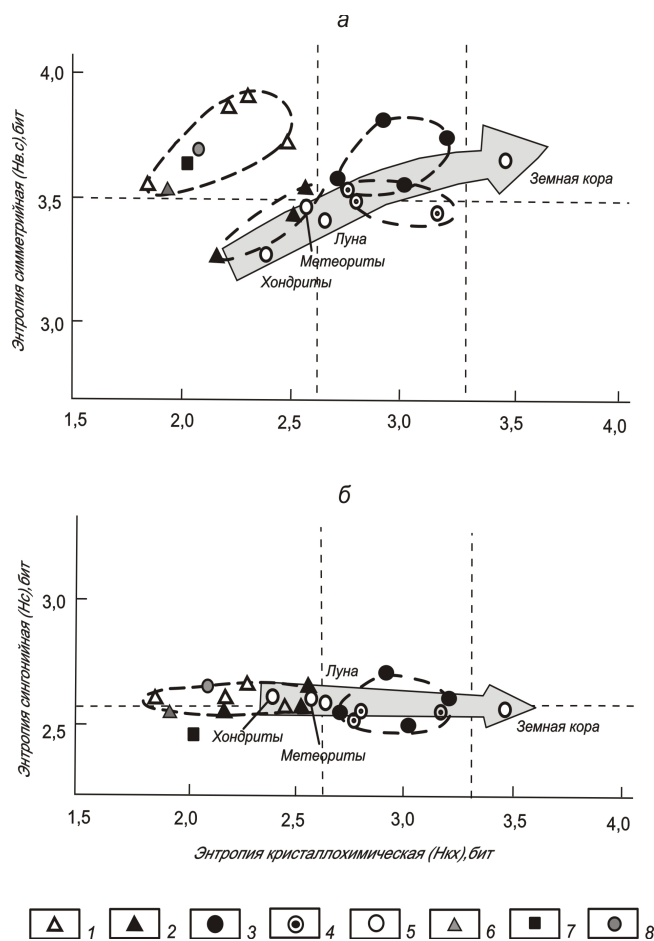 а
Энтропия симметрийная (Нв.с),бит
4,0
3,5
3,0
Земная кора
Луна
Метеориты
Хондриты
1,5 2,0 2,5 3,0 3,5 4,0
б
Энтропия сингонийная (Нс),бит
3,0
2,5
Луна
Хондриты
Метеориты
Земная кора
1,5 2,0 2,5 3,0 3,5 4,0
Энтропия кристаллохимическая (Нкх),бит
1 2 3 4 5 6 7 8